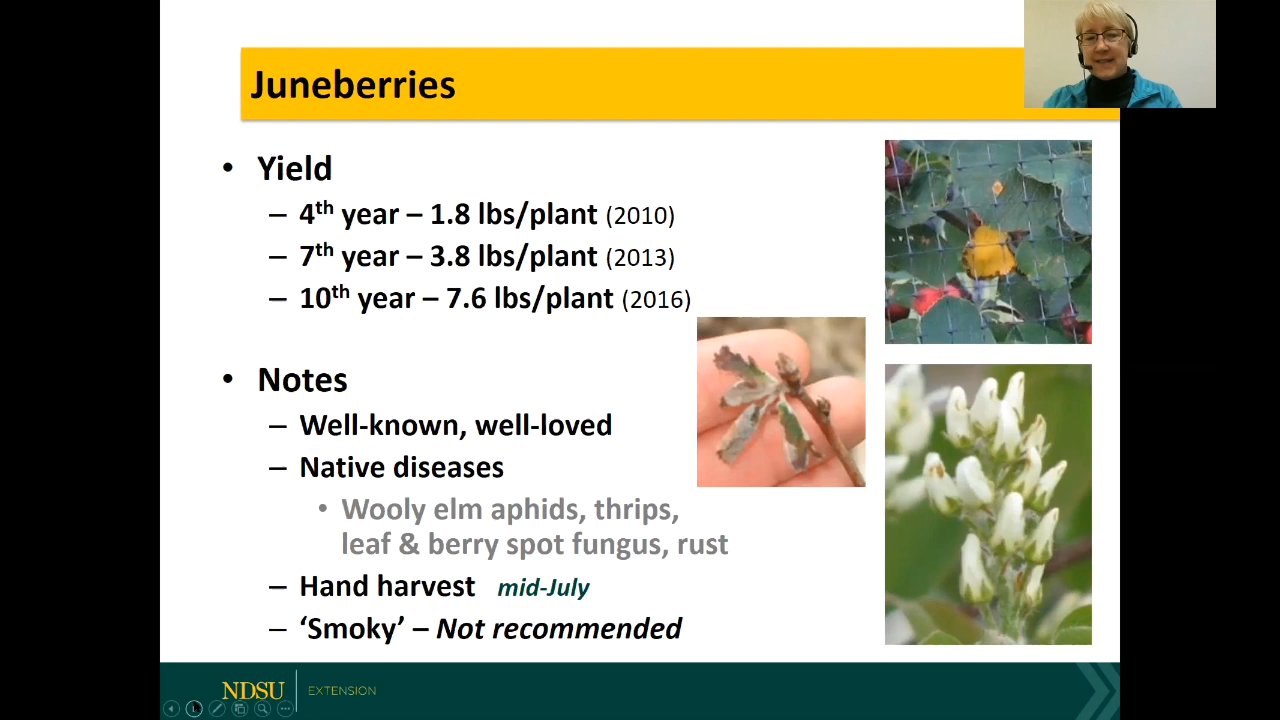 Juneberries
• Yield
– 4th year – 1.8 lbs/plant (2010)
– 7th year – 3.8 lbs/plant (2013)
– 10th year – 7.6 lbs/plant (2016)
• Notes
– Well-known, well-loved
– Native diseases
• Wooly elm aphids, thrips,
leaf & berry spot fungus, rust
– Hand harvest mid-July
– ‘Smoky’ – Not recommended
NDSU EXTENSION